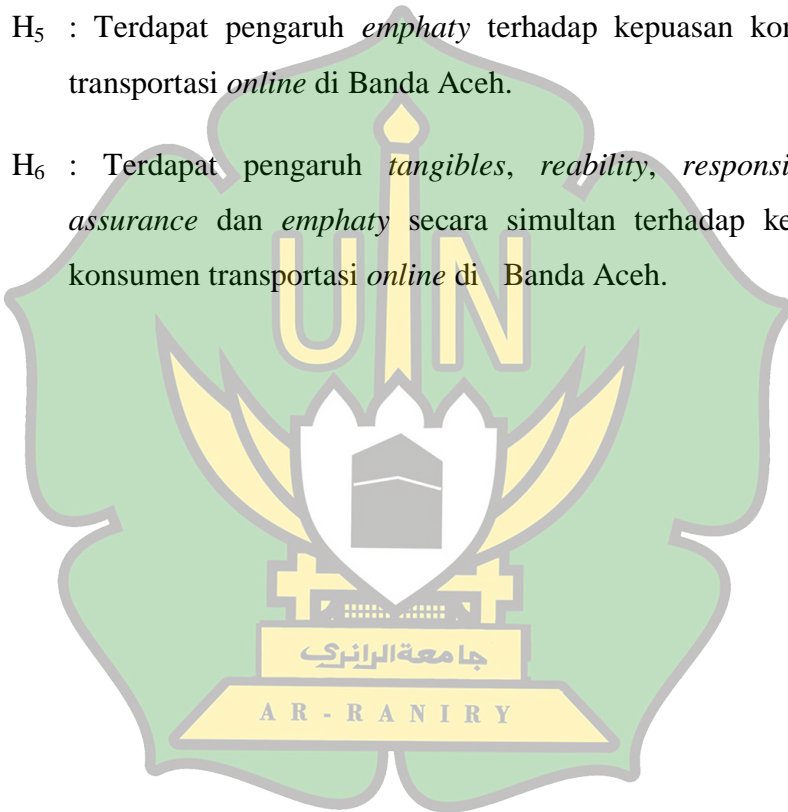 H5 : Terdapat pengaruh emphaty terhadap kepuasan kon
transportasi online di Banda Aceh.
H6 : Terdapat pengaruh tangibles, reability, responsi
assurance dan emphaty secara simultan terhadap ke
konsumen transportasi online di Banda Aceh.
UIN
جامعة الرانري
AR-RANIRY